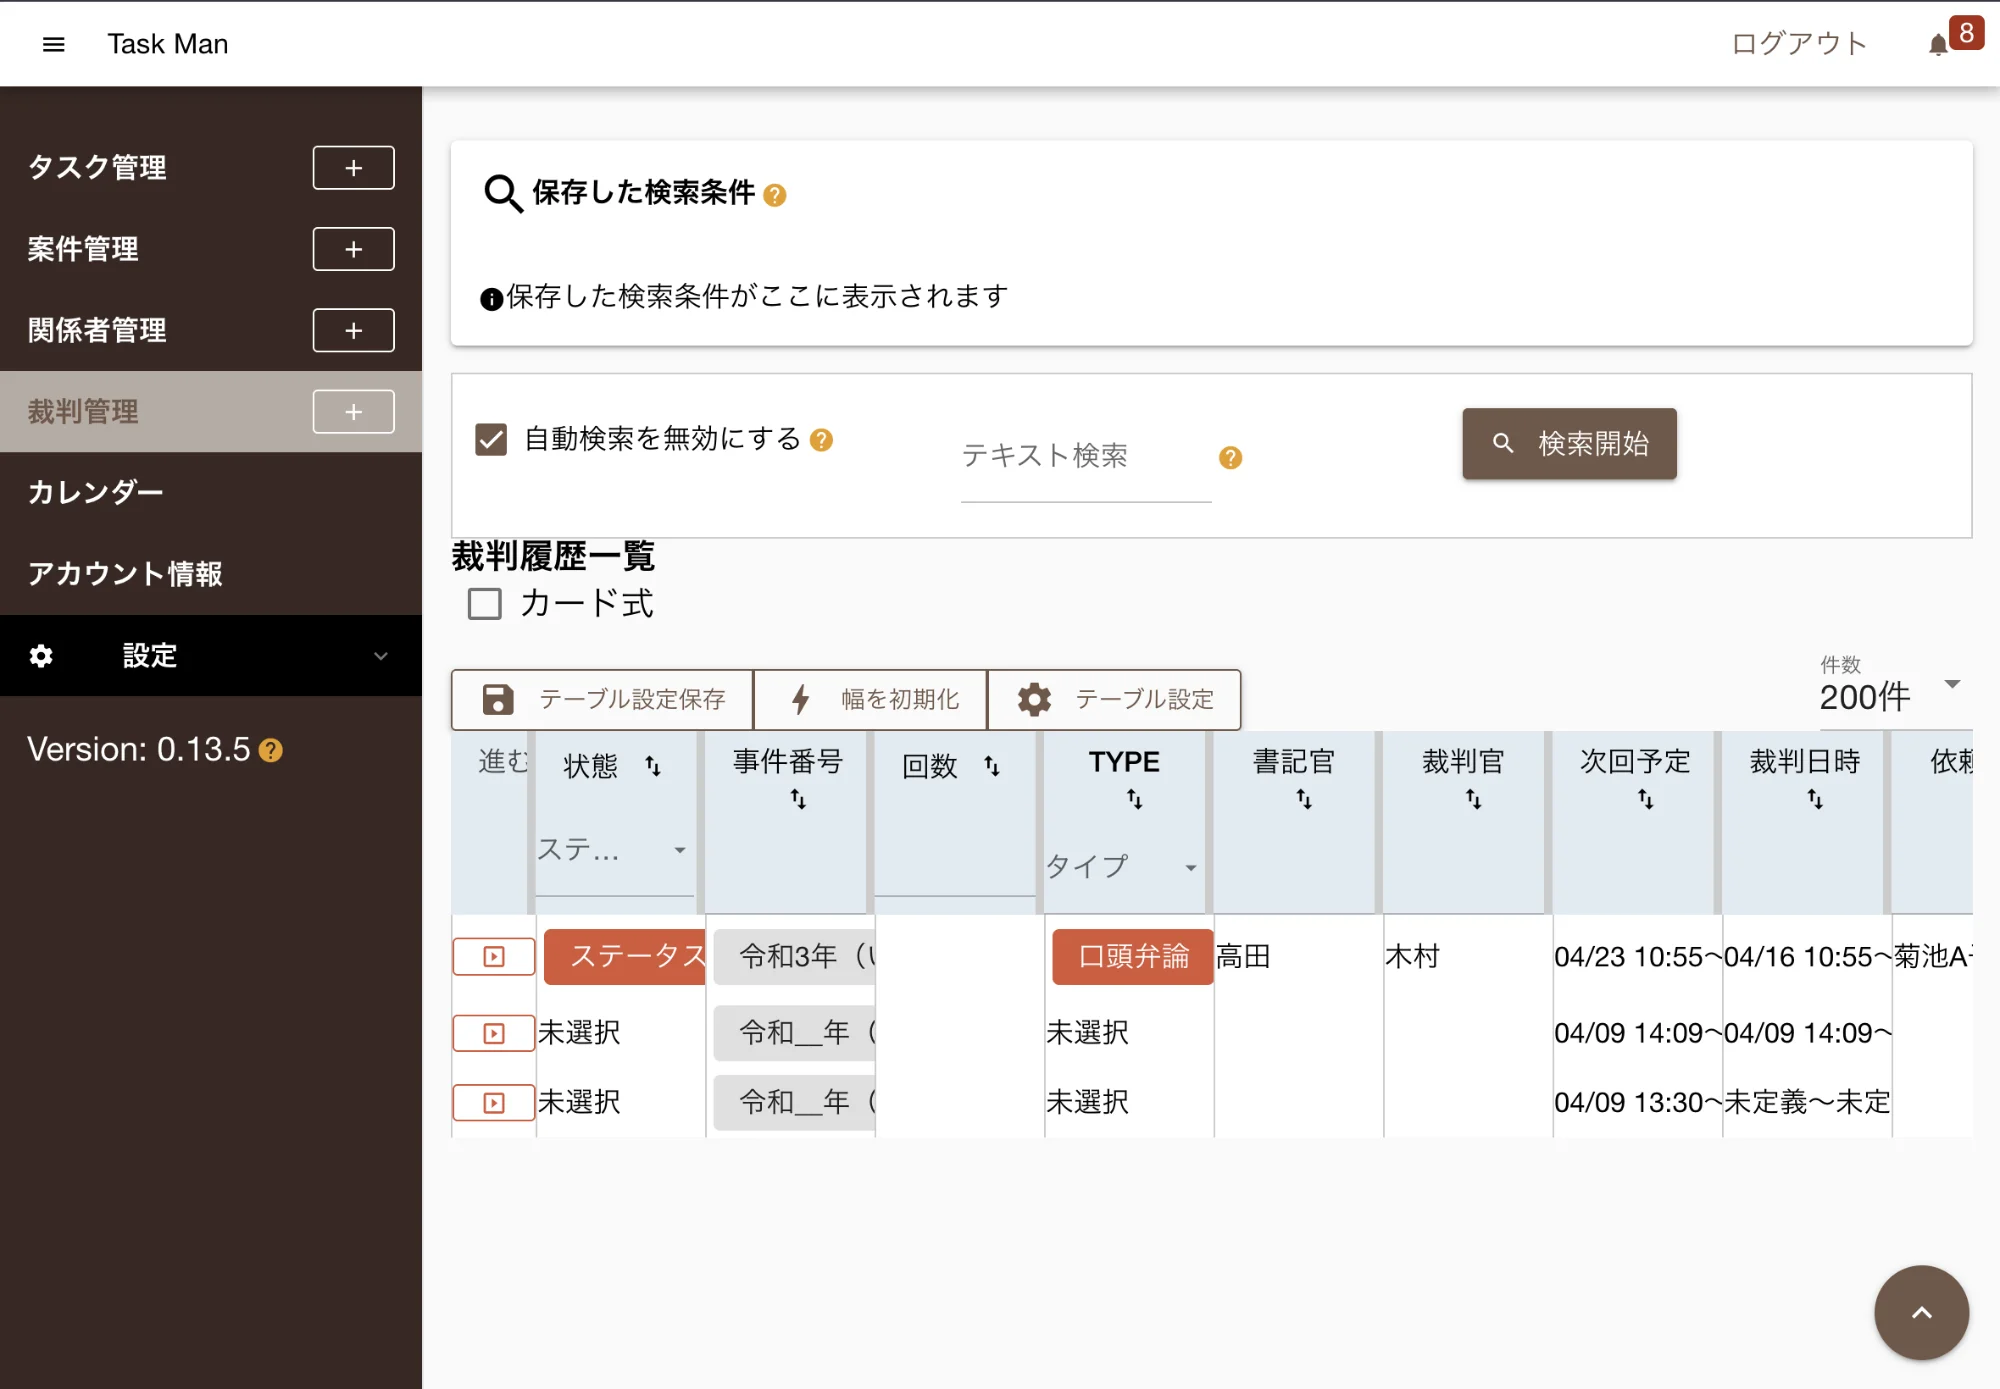 Task Man
ログアウト
8
タスク管理
案件管理
関係者管理
裁判管理
カレンダー
アカウント情報
設定
Version: 0.13.5
保存した検索条件
保存した検索条件がここに表示されます
自動検索を無効にする
テキスト検索
検索開始
裁判履歴一覧
カード式
テーブル設定保存 幅を初期化 テーブル設定
件数
200件
進む 状態 事件番号 回数 TYPE 書記官 裁判官 次回予定 裁判日時 依頼
ステ... タイプ
ステータス 令和3年（い 口頭弁論 高田 木村 04/23 10:55〜 04/16 10:55〜 菊池A
未選択 令和__年（ 未選択 04/09 14:09〜 04/09 14:09〜
未選択 令和__年（ 未選択 04/09 13:30〜 未定義〜未定